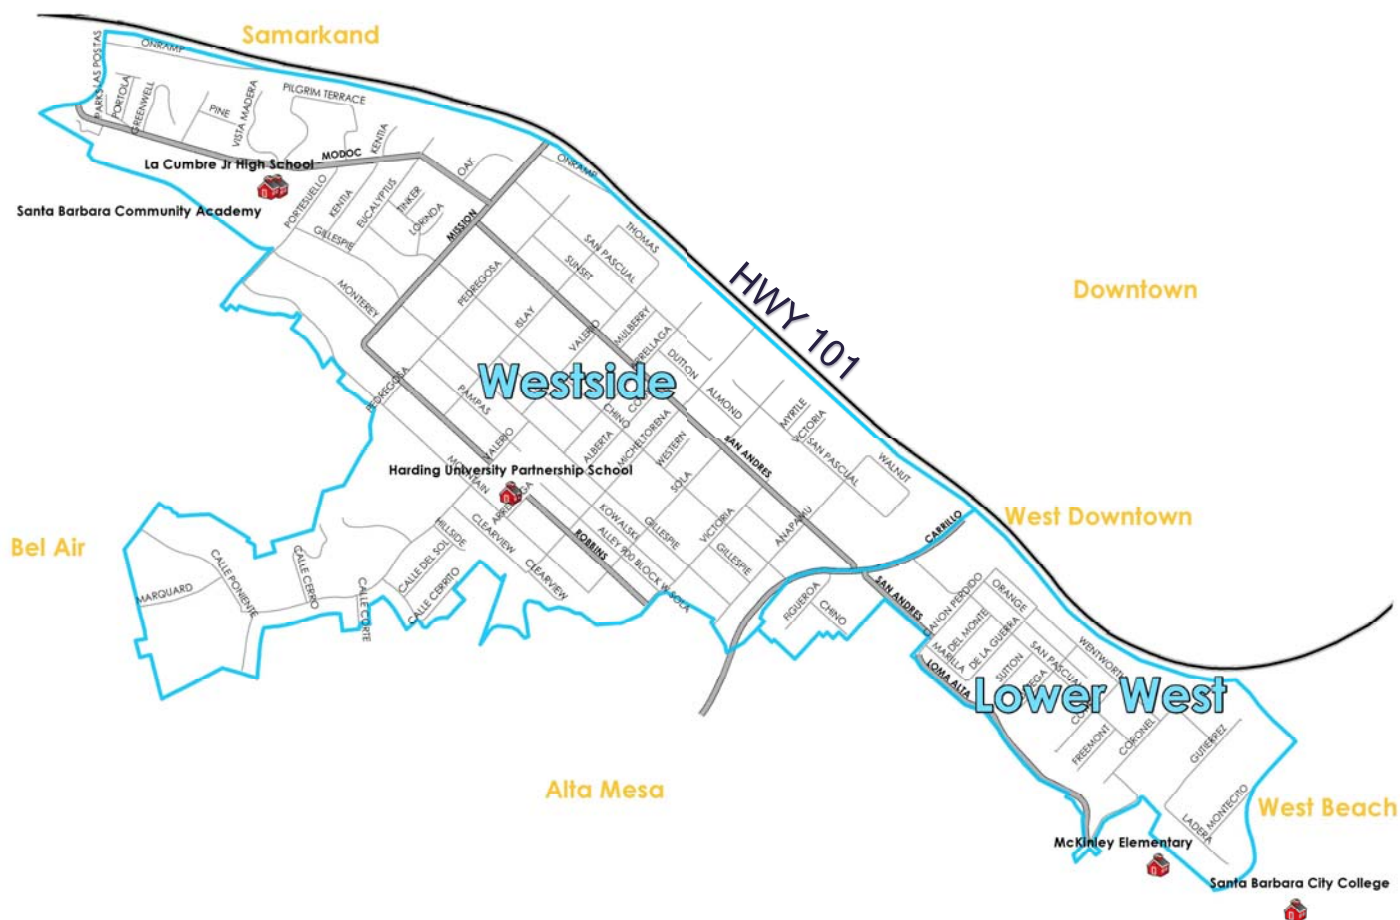 Samarkand
ONRAMP
PARKS LAS POSITAS
PORTOLA
GREENWELL
PINE
VISTA MADERA
PILGRIM TERRACE
KENTIA
La Cumbre Jr High School
MODOC
OAK
ONRAMP
Santa Barbara Community Academy
PORTESUELLO
KENTIA
EUCALYPTUS
TINKER
LORINDA
GILLESPIE
MISSION
THOMAS
SAN PASCUAL
SUNSET
PEDREGOSA
MONTEREY
HWY 101
Downtown
ISLAY
VALERIO
MULBERRY
DUTTON
Westside
PEDREGOSA
PAMPAS
ALMOND
CHINO
MYRTLE
VICTORIA
SAN PASCUAL
WALNUT
VALERIO
ALBERTA
MICHELTORENA
WESTERN
SAN ANDRES
MOUNTAIN
Harding University Partnership School
SOLA
KOWALSKI
GILLESPIE
VICTORIA
ANAPAMU
CARRILLO
West Downtown
Bel Air
HILLSIDE
CLEARVIEW
ROBBINS
ALLEY 900 BLOCK W SOLA
GILLESPIE
CLEARVIEW
MARQUARD
CALLE PONIENTE
CALLE CERRO
CALLE CORTE
CALLE DEL SOL
CALLE CERRITO
FIGUEROA
CHINO
SAN ANDRES
CANON PERDIDO
ORANGE
DEL MONTE
DE LA GUERRA
MARILLA
SUTTON
SAN PASCUAL
WENTWORTH
LOMA ALTA
Lower West
FREEMONT
CORONEL
GUTIERREZ
Alta Mesa
LADERA
MONTECITO
West Beach
McKinley Elementary
Santa Barbara City College